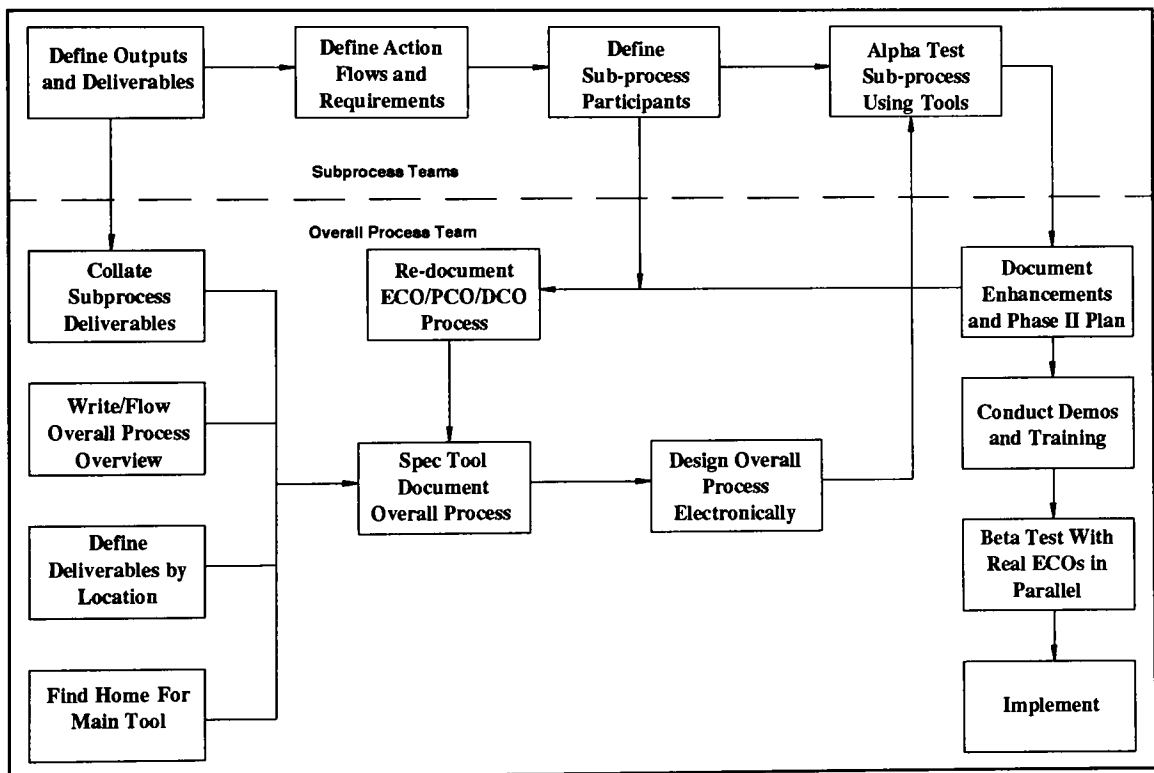 Define Outputs
and Deliverables
Define Action
Flows and
Requirements
Define
Sub-process
Participants
Alpha Test
Sub-process
Using Tools
Subprocess Teams
Overall Process Team
Collate
Subprocess
Deliverables
Re-document
ECO/PCO/DCO
Process
Document
Enhancements
and Phase II Plan
Write/Flow
Overall Process
Overview
Conduct Demos
and Training
Spec Tool
Document
Overall Process
Design Overall
Process
Electronically
Define
Deliverables by
Location
Beta Test With
Real ECOs in
Parallel
Find Home For
Main Tool
Implement